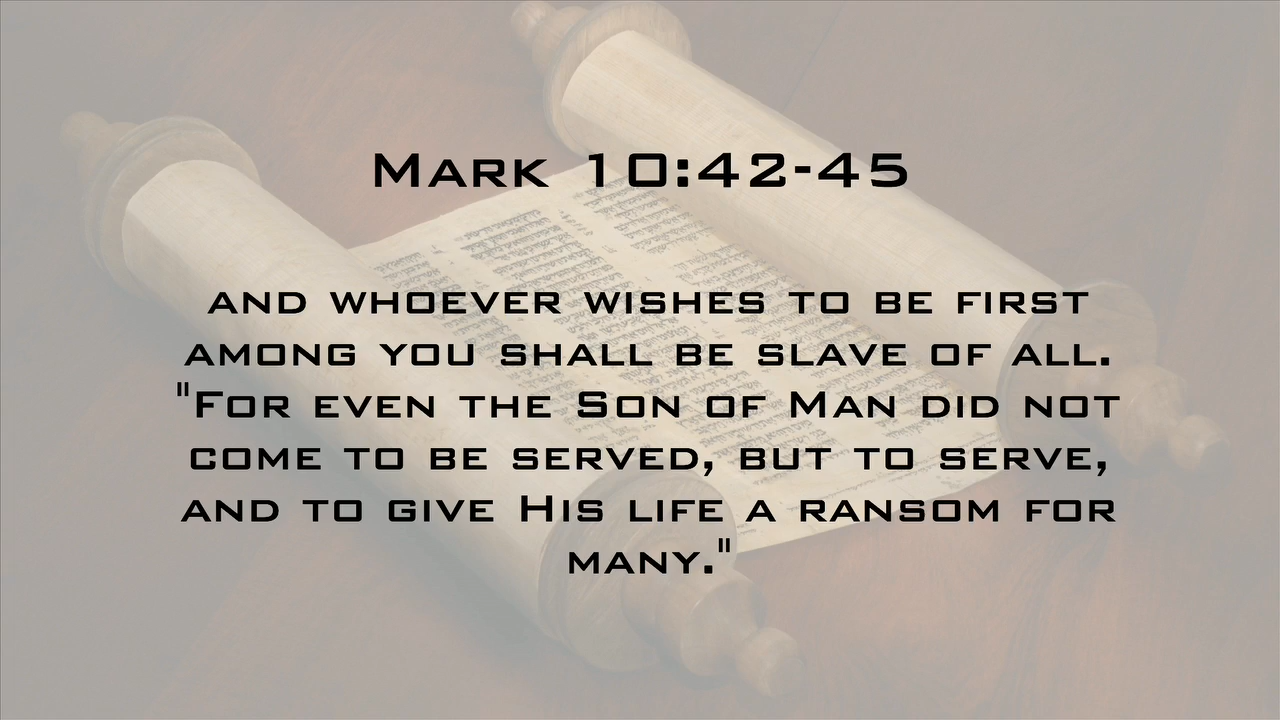 Mark 10:42-45
and whoever wishes to be first
among you shall be slave of all.
"For even the Son of Man did not
come to be served, but to serve,
and to give His life a ransom for
many."